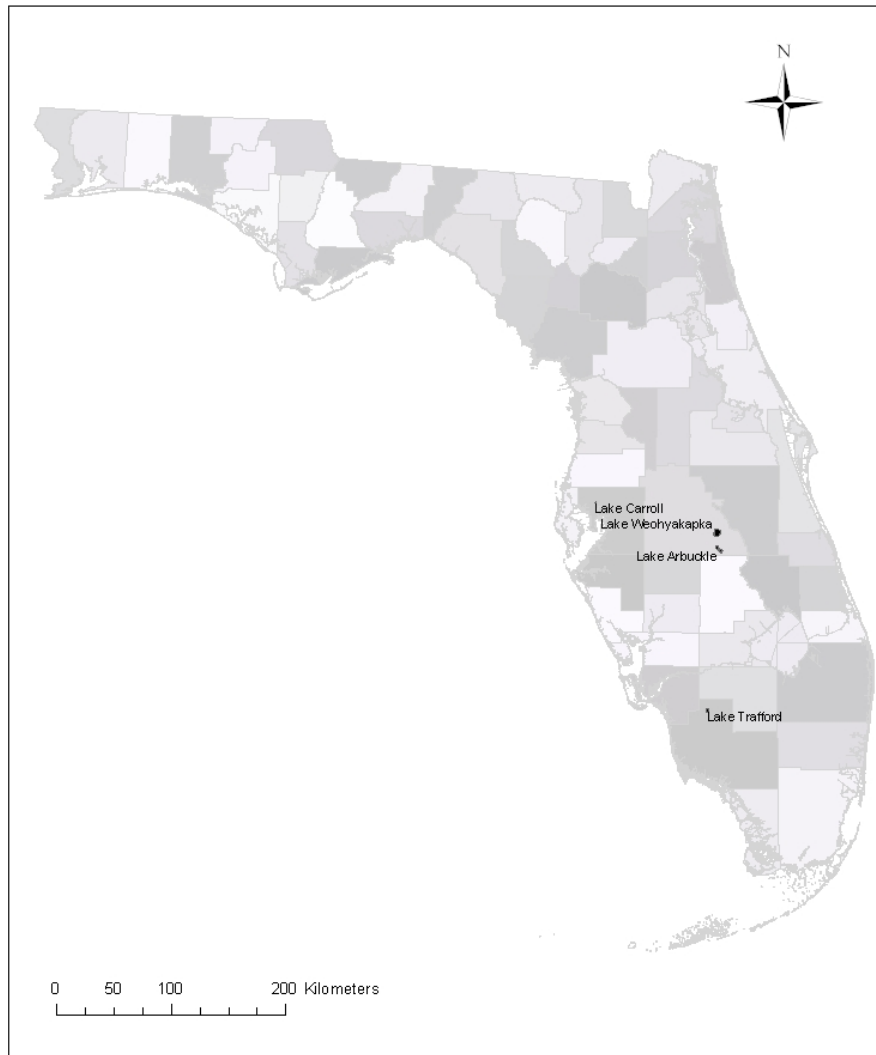 N
Lake Carroll
Lake Weohyakapka
Lake Arbuckle
Lake Trafford
0 50 100 200 Kilometers